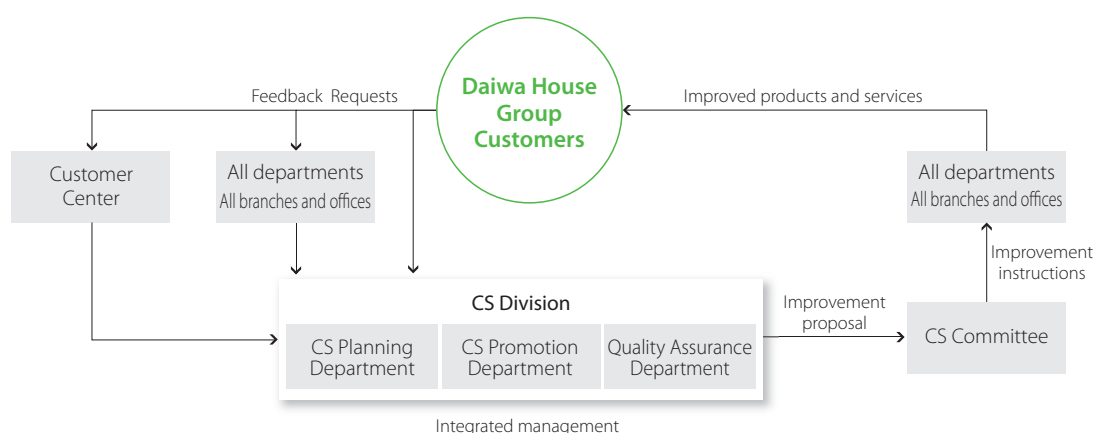 Daiwa House
Group
Customers
Feedback Requests
Improved products and services
Customer
Center
All departments
All branches and offices
All departments
All branches and offices
Improvement
instructions
CS Division
CS Planning
Department
CS Promotion
Department
Quality Assurance
Department
Improvement
proposal
CS Committee
Integrated management